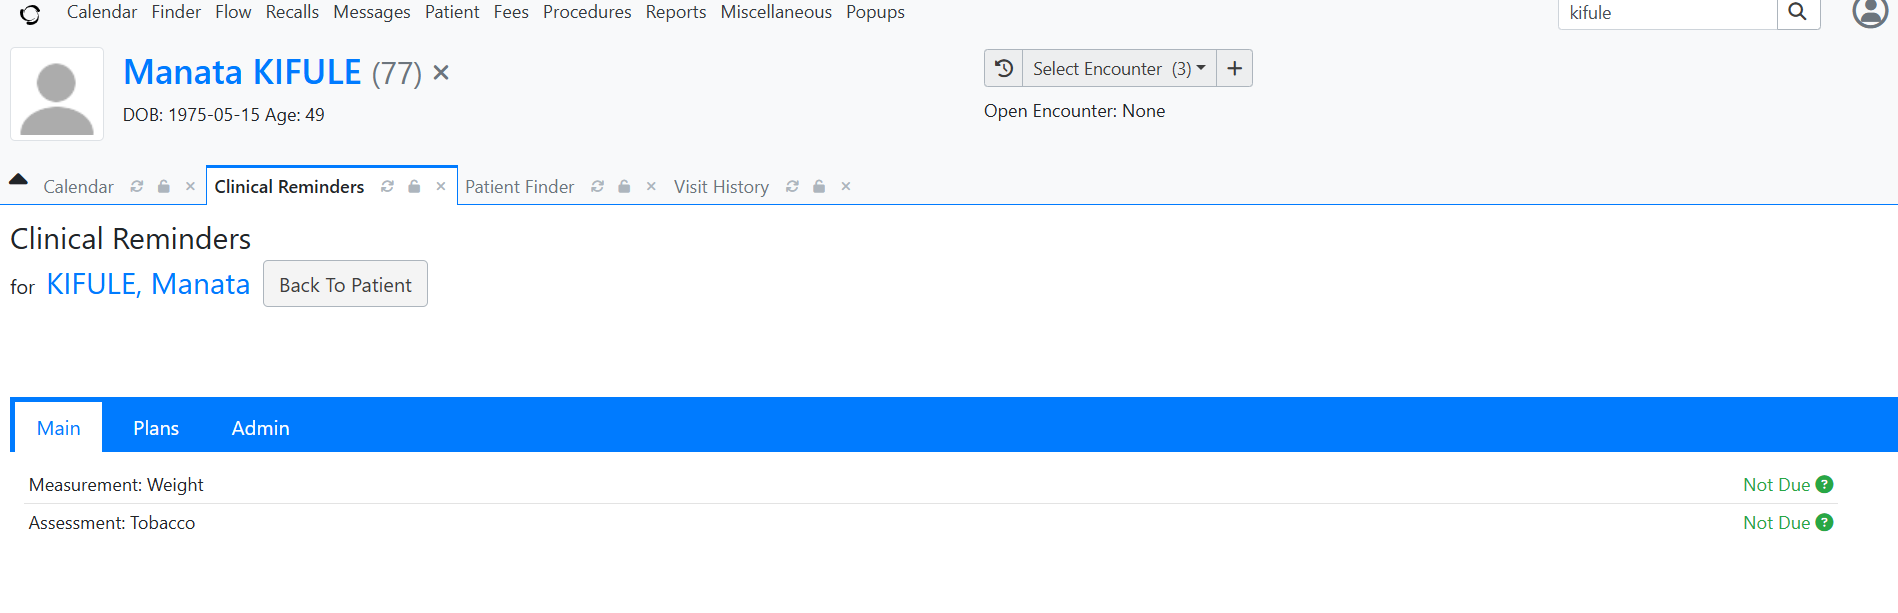 Calendar Finder Flow Recalls Messages Patient Fees Procedures Reports Miscellaneous Popups kifule
Manata KIFULE (77)
Select Encounter (3)
DOB: 1975-05-15 Age: 49
Open Encounter: None
Calendar Clinical Reminders Patient Finder Visit History
Clinical Reminders
for KIFULE, Manata Back To Patient
Main Plans Admin
Measurement: Weight Not Due
Assessment: Tobacco Not Due